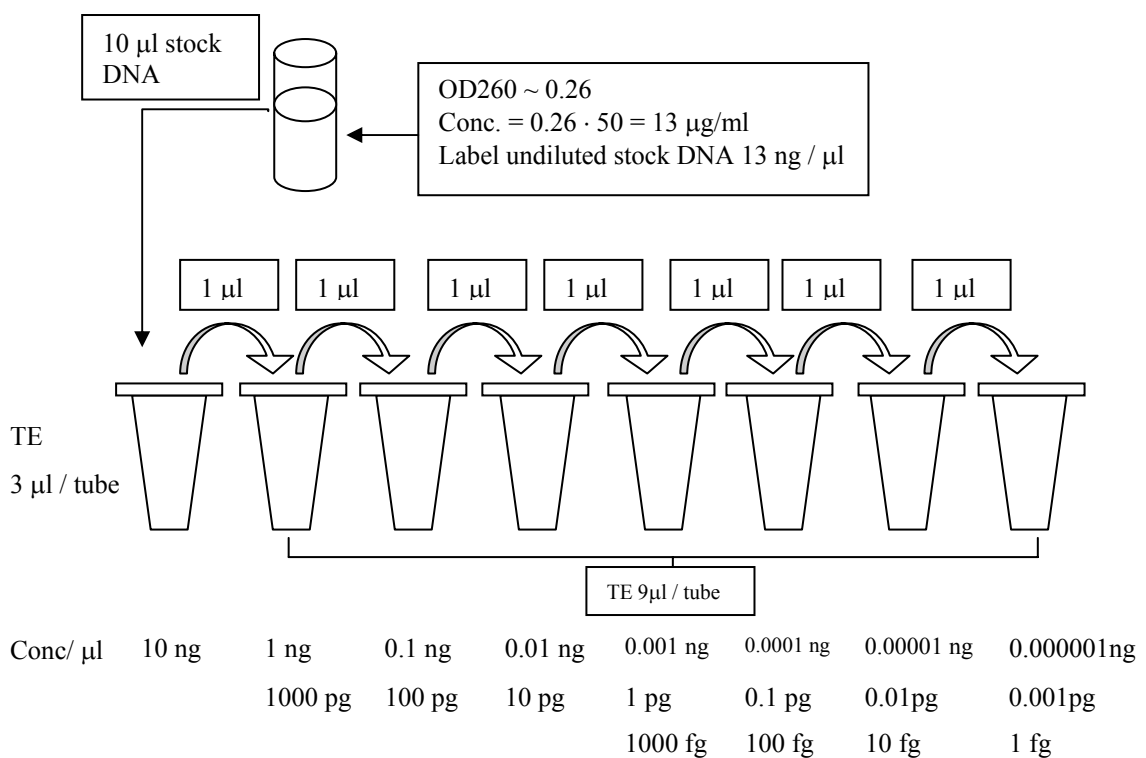 10 μl stock
DNA
OD260 ~ 0.26
Conc. = 0.26 · 50 = 13 μg/ml
Label undiluted stock DNA 13 ng / μl
1 μl 1 μl 1 μl 1 μl 1 μl 1 μl 1 μl
TE
3 μl / tube
TE 9μl / tube
Conc/ μl 10 ng 1 ng 0.1 ng 0.01 ng 0.001 ng 0.0001 ng 0.00001 ng 0.000001ng
1000 pg 100 pg 10 pg 1 pg 0.1 pg 0.01pg 0.001pg
1000 fg 100 fg 10 fg 1 fg